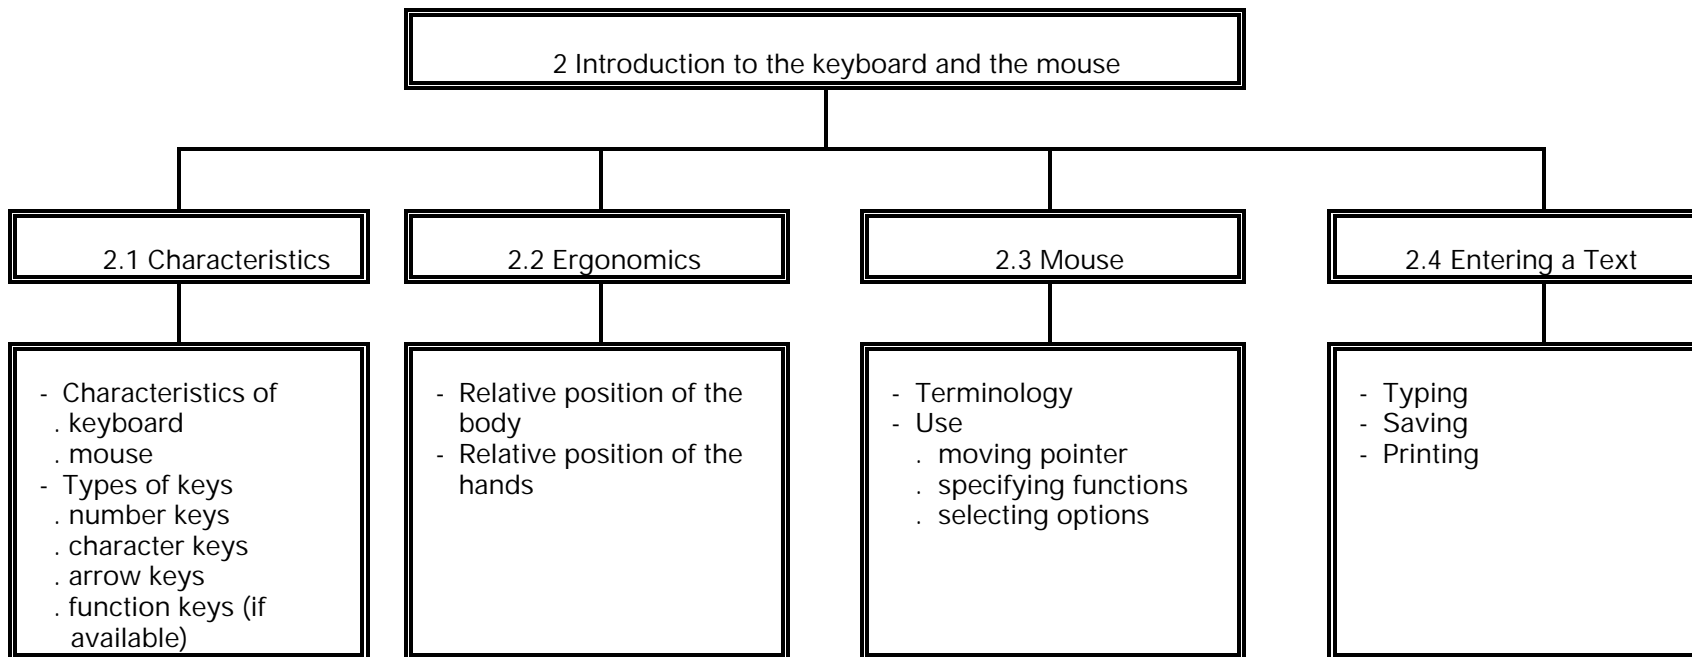 2 Introduction to the keyboard and the mouse
2.1 Characteristics
2.2 Ergonomics
2.3 Mouse
2.4 Entering a Text
- Characteristics of
. keyboard
. mouse
- Types of keys
. number keys
. character keys
. arrow keys
. function keys (if
available)
- Relative position of the
body
- Relative position of the
hands
- Terminology
- Use
. moving pointer
. specifying functions
. selecting options
- Typing
- Saving
- Printing